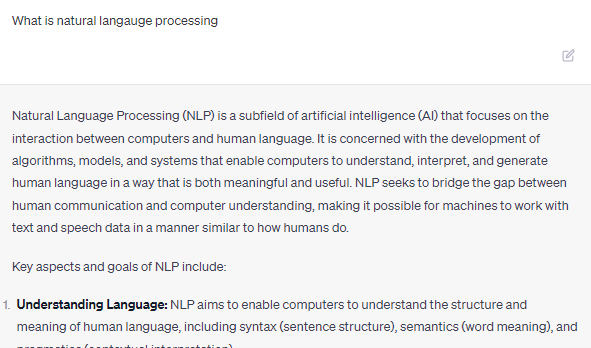 What is natural langauge processing
Natural Language Processing (NLP) is a subfield of artificial intelligence (AI) that focuses on the
interaction between computers and human language. It is concerned with the development of
algorithms, models, and systems that enable computers to understand, interpret, and generate
human language in a way that is both meaningful and useful. NLP seeks to bridge the gap between
human communication and computer understanding, making it possible for machines to work with
text and speech data in a manner similar to how humans do.
Key aspects and goals of NLP include:
1. Understanding Language: NLP aims to enable computers to understand the structure and
meaning of human language, including syntax (sentence structure), semantics (word meaning), and
pragmatics (contextual interpretation).